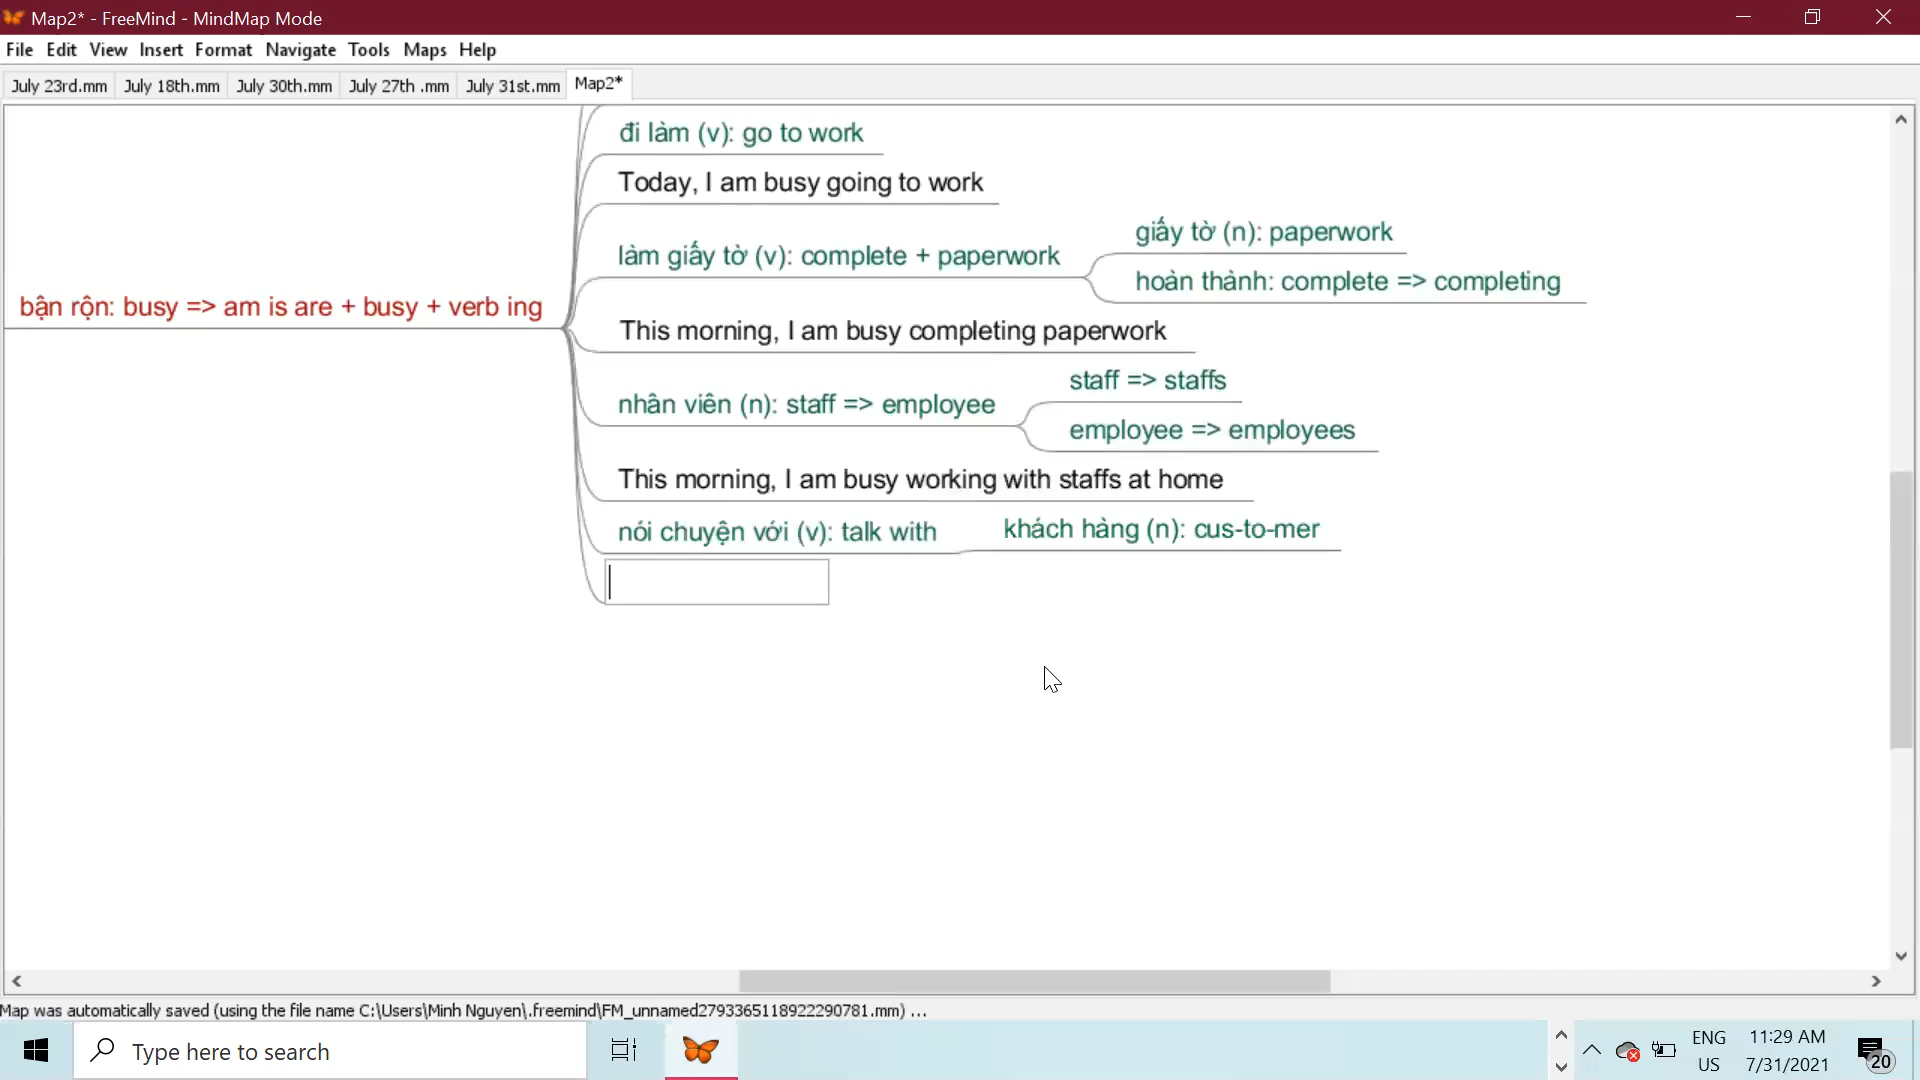 Map2* - FreeMind - MindMap Mode
File Edit View Insert Format Navigate Tools Maps Help
July 23rd.mm July 18th.mm July 30th.mm July 27th .mm July 31st.mm Map2*
đi làm (v): go to work
Today, I am busy going to work
giấy tờ (n): paperwork
làm giấy tờ (v): complete + paperwork
hoàn thành: complete => completing
bận rộn: busy => am is are + busy + verb ing
This morning, I am busy completing paperwork
staff => staffs
nhân viên (n): staff => employee
employee => employees
This morning, I am busy working with staffs at home
nói chuyện với (v): talk with
khách hàng (n): cus-to-mer
Map was automatically saved (using the file name C:\Users\Minh Nguyen\.freemind\FM_unnamed2793365118922290781.mm) ...
Type here to search
ENG
US
11:29 AM
7/31/2021
20